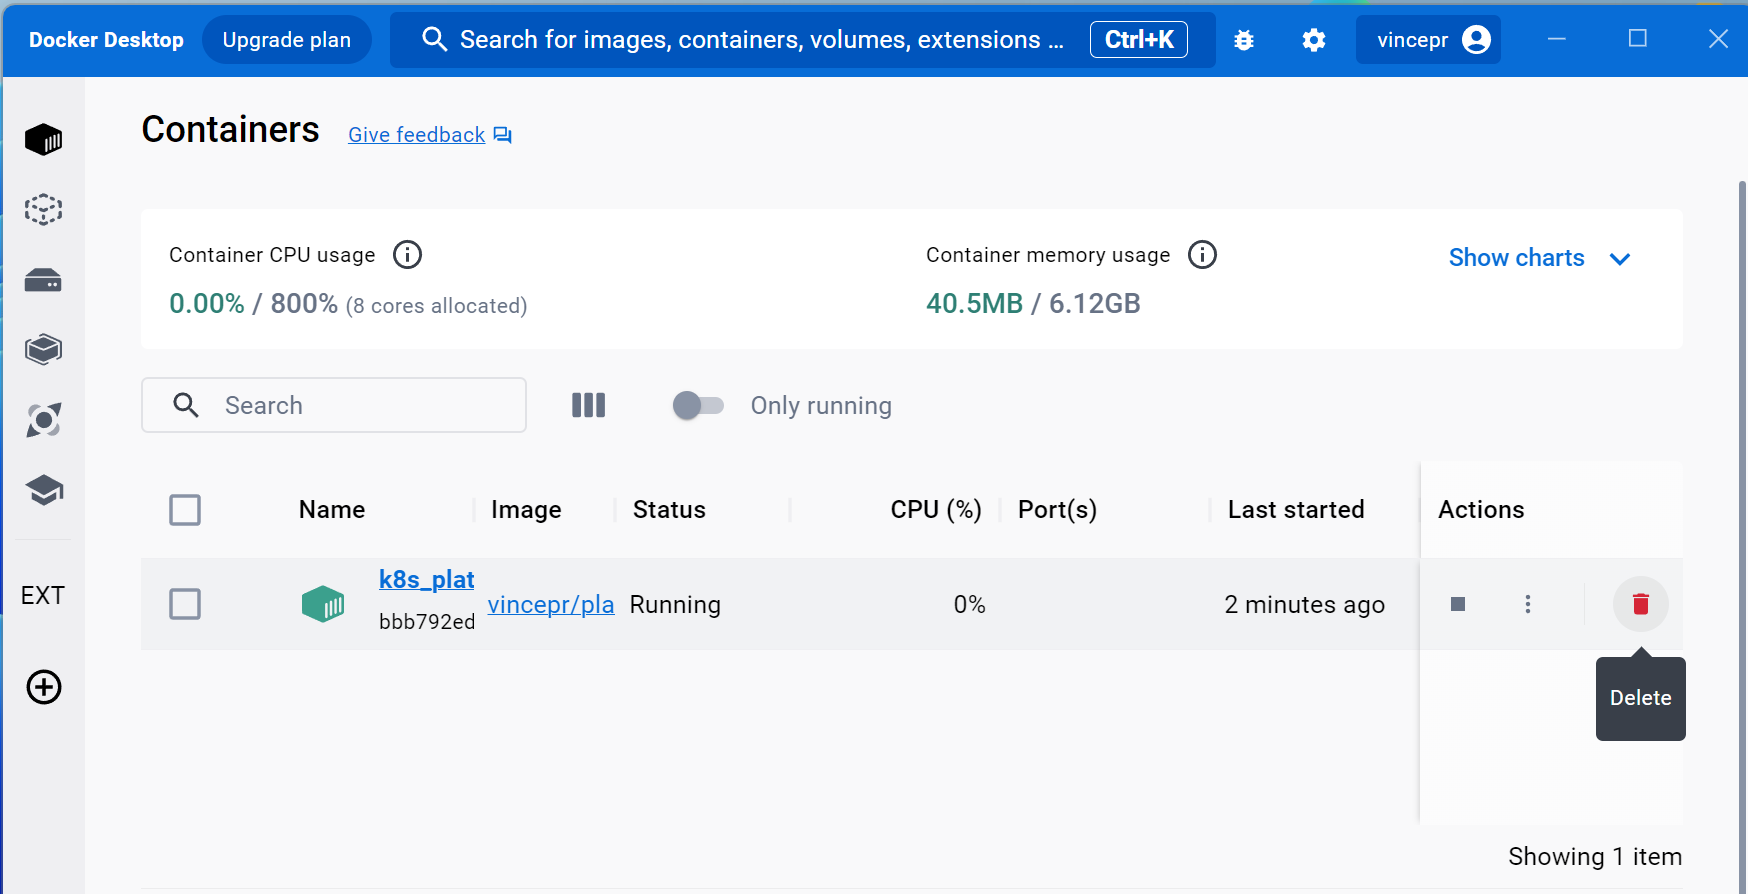 Docker Desktop Upgrade plan Search for images, containers, volumes, extensions ... Ctrl+K vincepr
Containers Give feedback
Container CPU usage Container memory usage Show charts
0.00% / 800% (8 cores allocated) 40.5MB / 6.12GB
Search Only running
Name Image Status CPU (%) Port(s) Last started Actions
k8s_plat
bbb792ed
vincepr/pla Running 0% 2 minutes ago
EXT
Delete
Showing 1 item